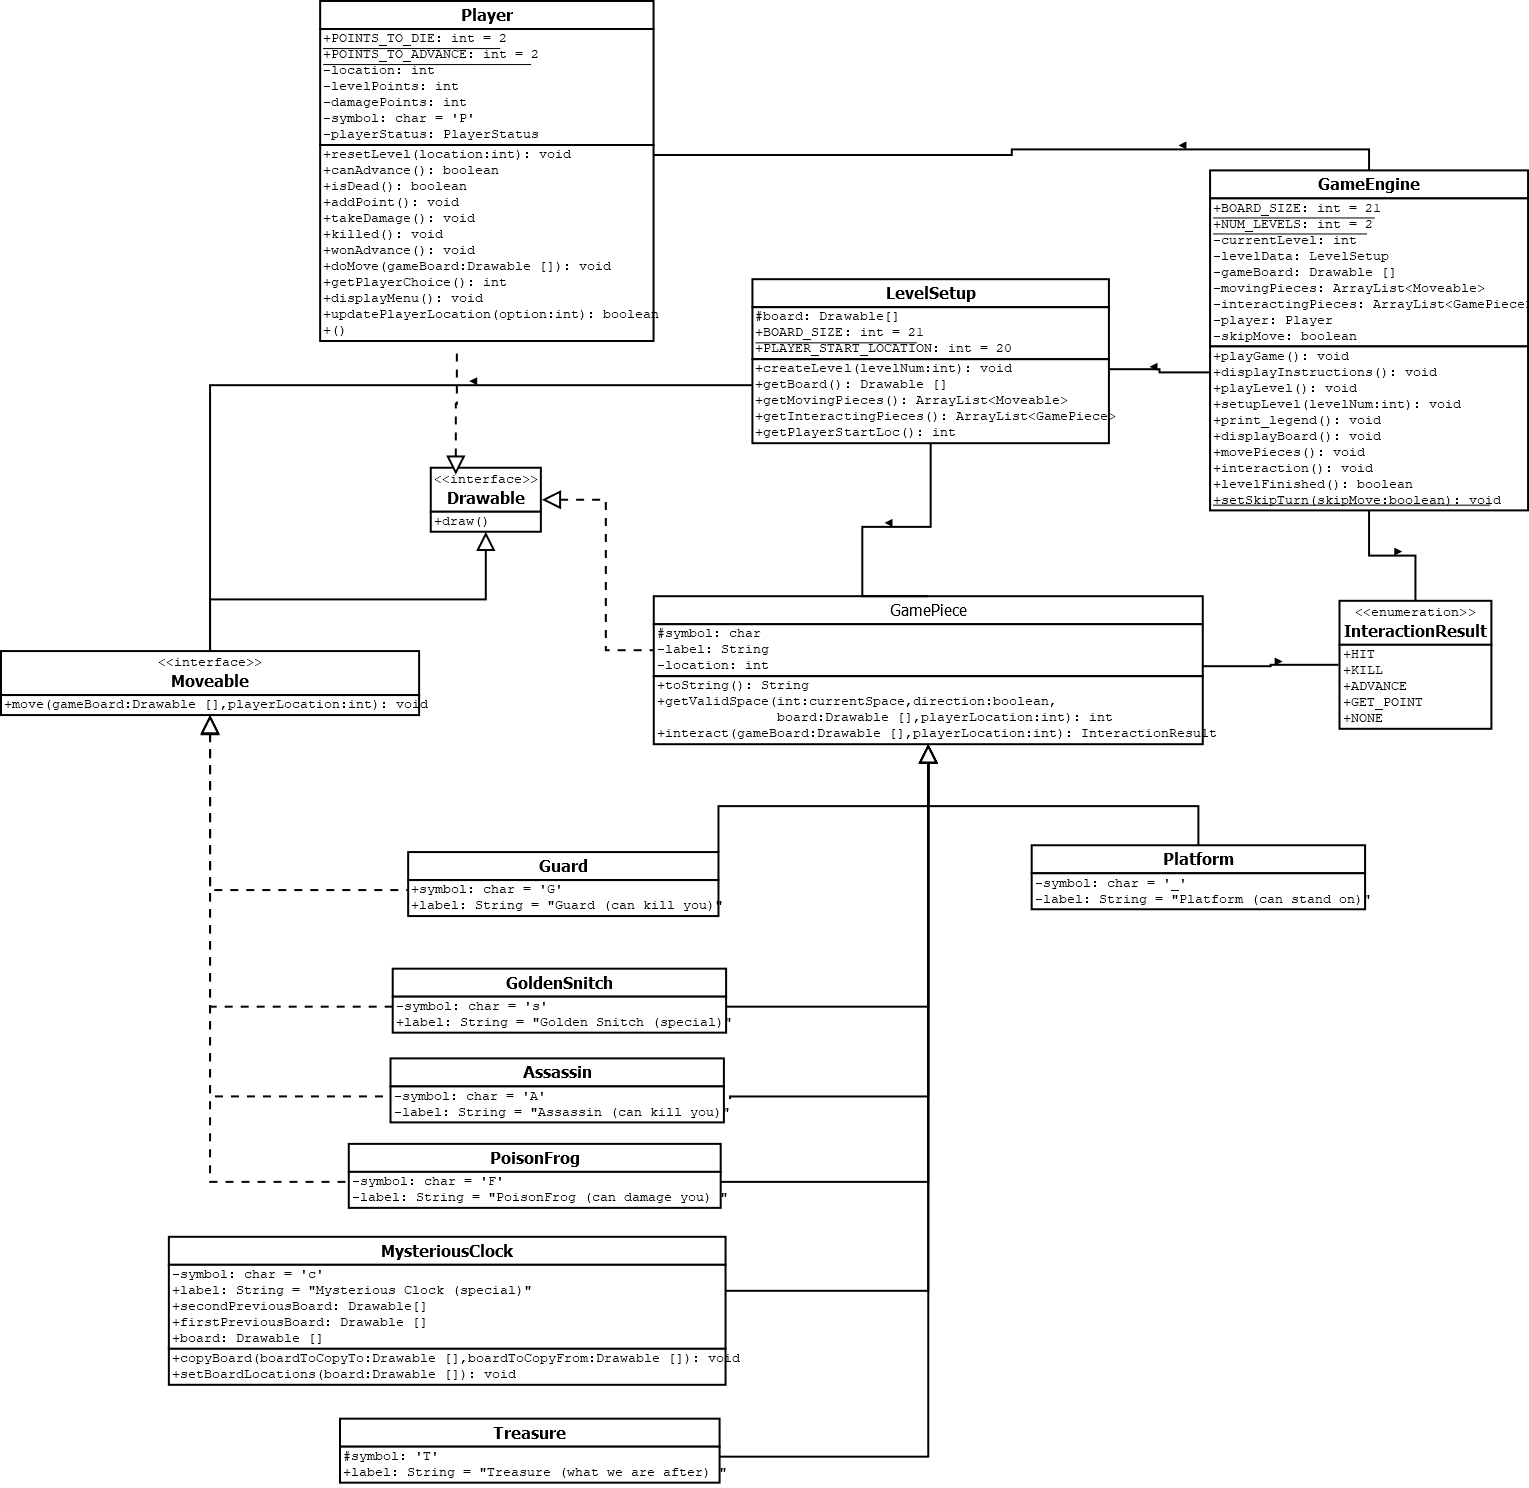 Player
+POINTS_TO_DIE: int = 2
+POINTS_TO_ADVANCE: int = 2
-location: int
-levelPoints: int
-damagePoints: int
-symbol: char = 'P'
-playerStatus: PlayerStatus
+resetLevel(location:int): void
+canAdvance(): boolean
+isDead(): boolean
+addPoint(): void
+takeDamage(): void
+killed(): void
+wonAdvance(): void
+doMove(gameBoard:Drawable []): void
+getPlayerChoice(): int
+displayMenu(): void
+updatePlayerLocation(option:int): boolean
+()
GameEngine
+BOARD_SIZE: int = 21
+NUM_LEVELS: int = 2
-currentLevel: int
-levelData: LevelSetup
-gameBoard: Drawable []
-movingPieces: ArrayList<Moveable>
-interactingPieces: ArrayList<GamePiece>
-player: Player
-skipMove: boolean
+playGame(): void
+displayInstructions(): void
+playLevel(): void
+setupLevel(levelNum:int): void
+print_legend(): void
+displayBoard(): void
+movePieces(): void
+interaction(): void
+levelFinished(): boolean
+setSkipTurn(skipMove:boolean): void
LevelSetup
#board: Drawable[]
+BOARD_SIZE: int = 21
+PLAYER_START_LOCATION: int = 20
+createLevel(levelNum:int): void
+getBoard(): Drawable []
+getMovingPieces(): ArrayList<Moveable>
+getInteractingPieces(): ArrayList<GamePiece>
+getPlayerStartLoc(): int
<<interface>>
Drawable
+draw()
<<interface>>
Moveable
+move(gameBoard:Drawable [],playerLocation:int): void
GamePiece
#symbol: char
-label: String
-location: int
+toString(): String
+getValidSpace(int:currentSpace,direction:boolean,
board:Drawable [],playerLocation:int): int
+interact(gameBoard:Drawable [],playerLocation:int): InteractionResult
<<enumeration>>
InteractionResult
+HIT
+KILL
+ADVANCE
+GET_POINT
+NONE
Guard
+symbol: char = 'G'
+label: String = "Guard (can kill you)"
Platform
-symbol: char = '_'
-label: String = "Platform (can stand on)"
GoldenSnitch
-symbol: char = 's'
+label: String = "Golden Snitch (special)"
Assassin
-symbol: char = 'A'
-label: String = "Assassin (can kill you)"
PoisonFrog
-symbol: char = 'F'
-label: String = "PoisonFrog (can damage you) "
MysteriousClock
-symbol: char = 'c'
+label: String = "Mysterious Clock (special)"
+secondPreviousBoard: Drawable[]
+firstPreviousBoard: Drawable []
+board: Drawable []
+copyBoard(boardToCopyTo:Drawable [],boardToCopyFrom:Drawable []): void
+setBoardLocations(board:Drawable []): void
Treasure
#symbol: 'T'
+label: String = "Treasure (what we are after) "